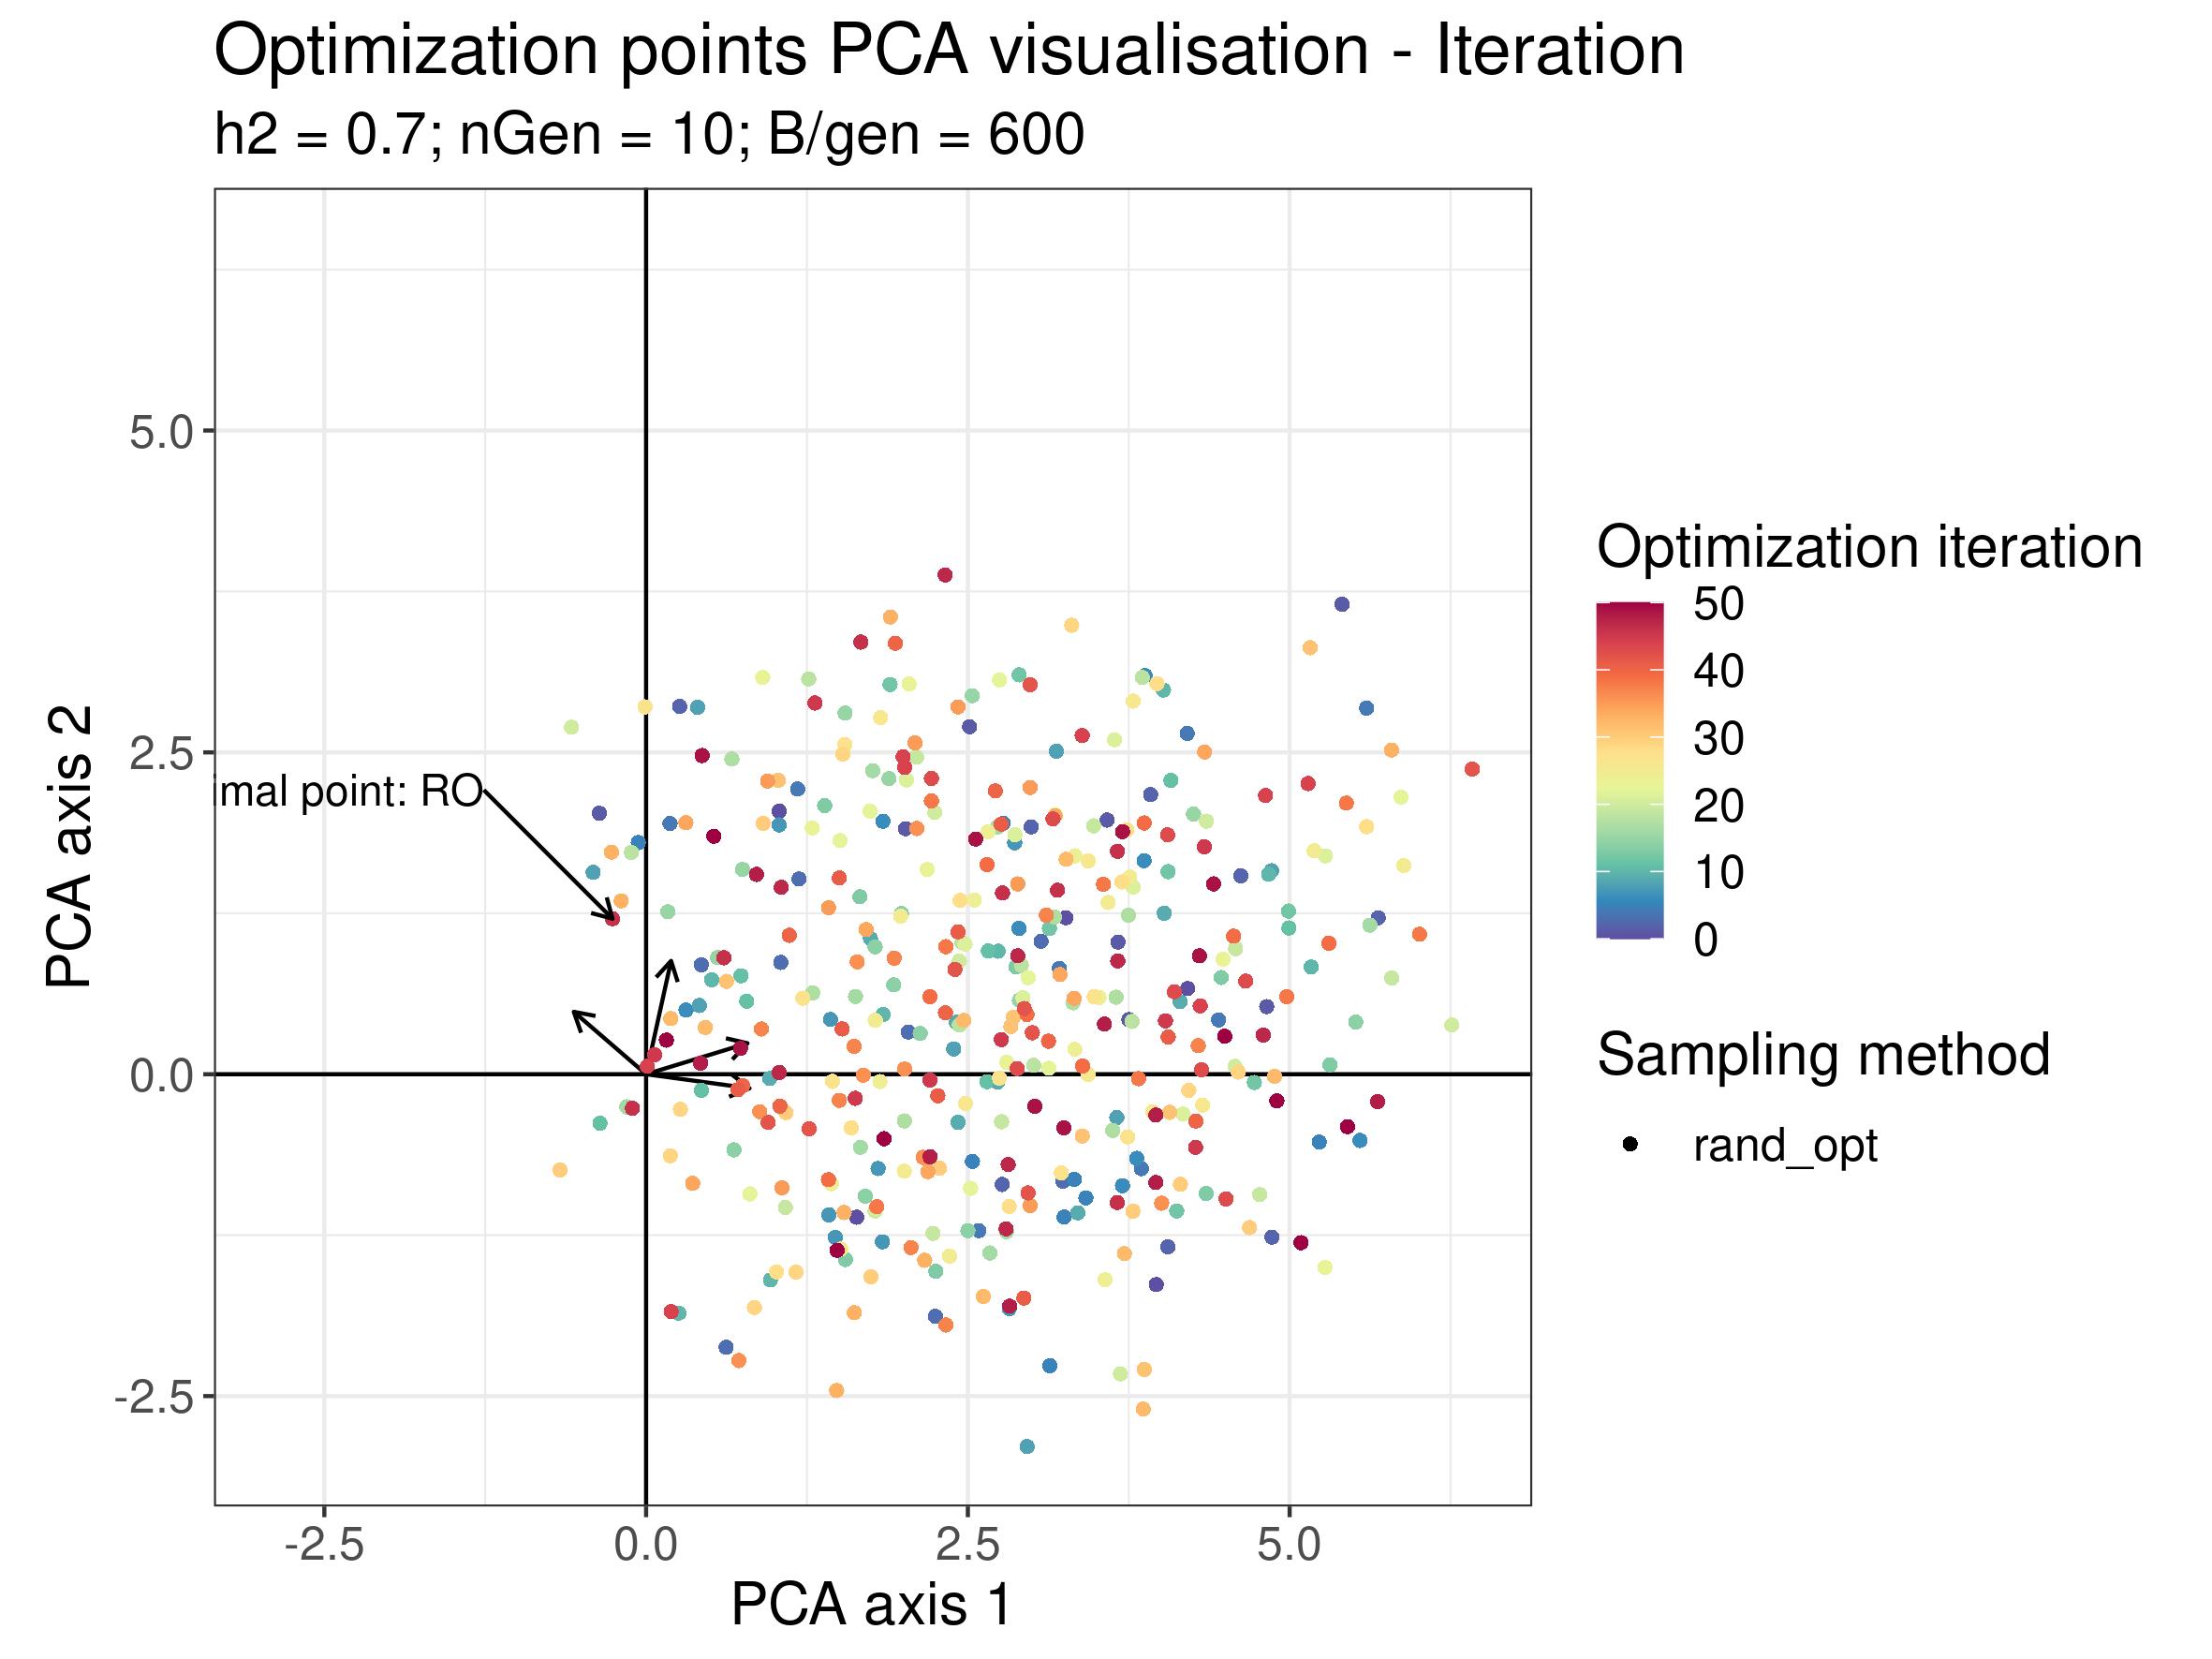 Optimization points PCA visualisation - Iteration
h2 = 0.7; nGen = 10; B/gen = 600
5.0
2.5
0.0
-2.5
PCA axis 2
imal point: RO
-2.5
0.0
2.5
5.0
PCA axis 1
Optimization iteration
50
40
30
20
10
0
Sampling method
rand_opt